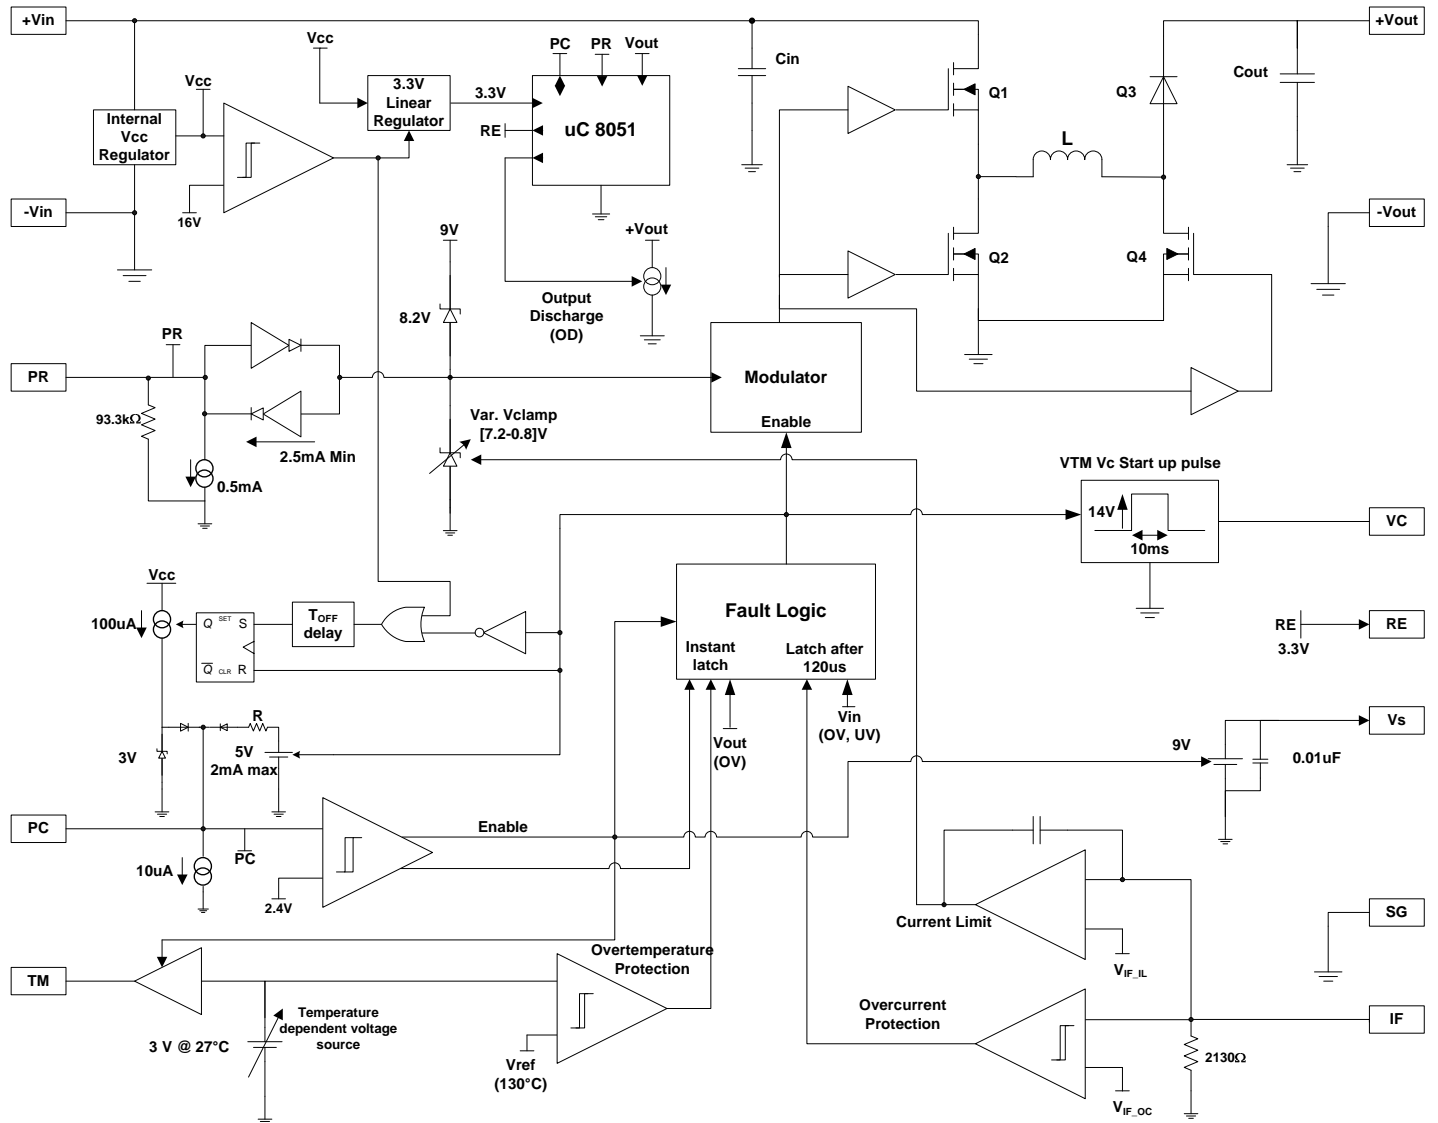 +Vin
+Vout
Vcc
PC
PR
Vout
Cin
Cout
Vcc
3.3V
Linear
Regulator
3.3V
Q1
Q3
Internal
Vcc
Regulator
RE
uC 8051
L
16V
-Vin
-Vout
9V
+Vout
Q2
Q4
8.2V
Output
Discharge
(OD)
PR
PR
Modulator
Enable
93.3kΩ
Var. Vclamp
[7.2-0.8]V
2.5mA Min
0.5mA
VTM Vc Start up pulse
14V
10ms
VC
Vcc
100uA
Q
SET
S
Q
CLR
R
TOFF
delay
Fault Logic
Instant
latch
Latch after
120us
RE
3.3V
RE
R
3V
5V
2mA max
Vout
(OV)
Vin
(OV, UV)
9V
0.01uF
Vs
PC
PC
Enable
10uA
2.4V
Current Limit
VIF_IL
SG
Overtemperature
Protection
TM
Temperature
dependent voltage
source
3 V @ 27°C
Vref
(130°C)
Overcurrent
Protection
IF
2130Ω
VIF_OC